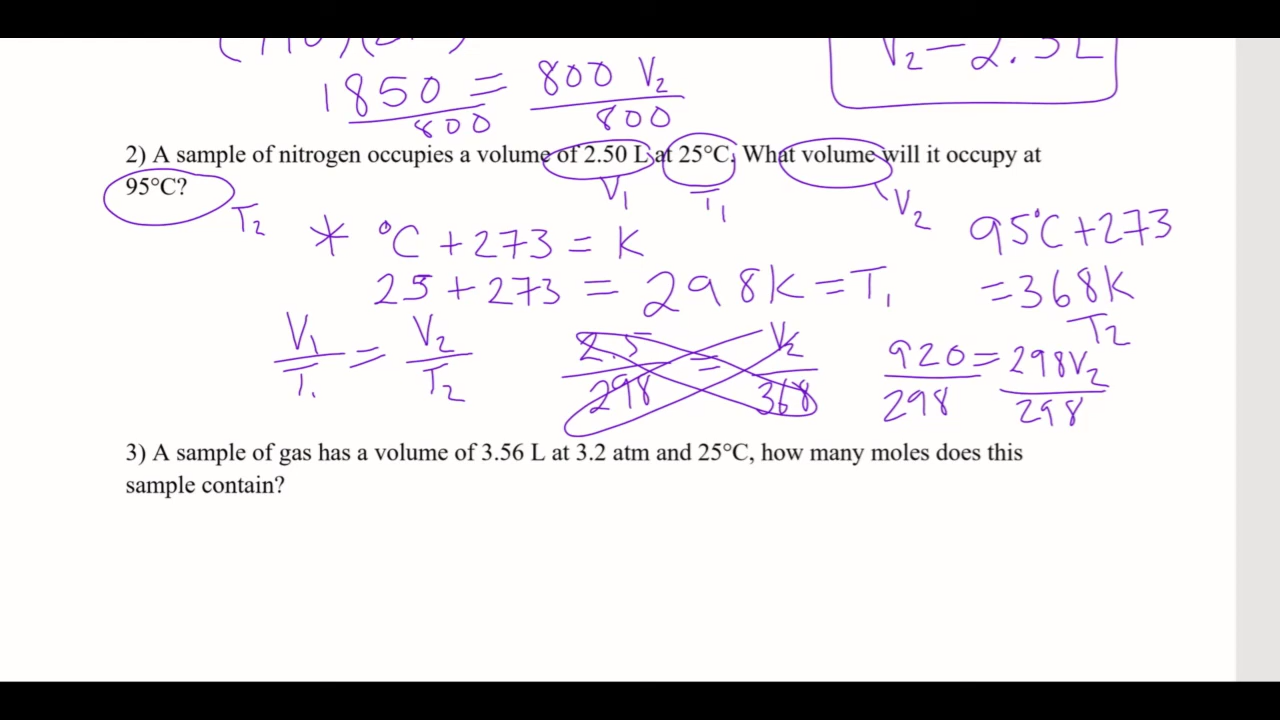 V₂ = 2.3 L
1850 = 800 V₂
800 800
2) A sample of nitrogen occupies a volume of 2.50 L at 25°C. What volume will it occupy at
95°C?
V₁ T₁ V₂
T₂
* °C + 273 = K 95°C + 273
25 + 273 = 298K = T₁ = 368K
T₂
V₁ = V₂ 2.5 = V₂ 920 = 298V₂
T₁ T₂ 298 368 298 298
3) A sample of gas has a volume of 3.56 L at 3.2 atm and 25°C, how many moles does this
sample contain?